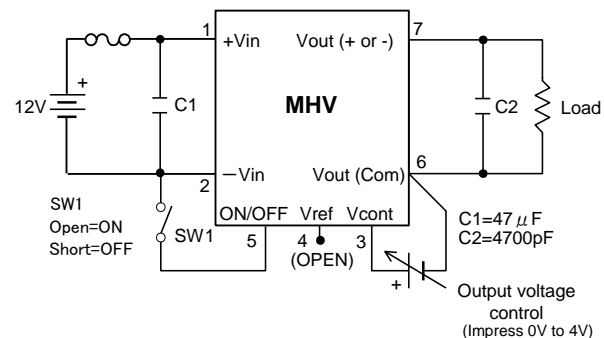 1
+Vin
Vout (+ or -)
7
+
12V
C1
MHV
C2
Load
−Vin
2
Vout (Com)
6
SW1
Open=ON
Short=OFF
SW1
ON/OFF
Vref
Vcont
5
4
3
(OPEN)
C1=47μF
C2=4700pF
+
Output voltage
control
(Impress 0V to 4V)